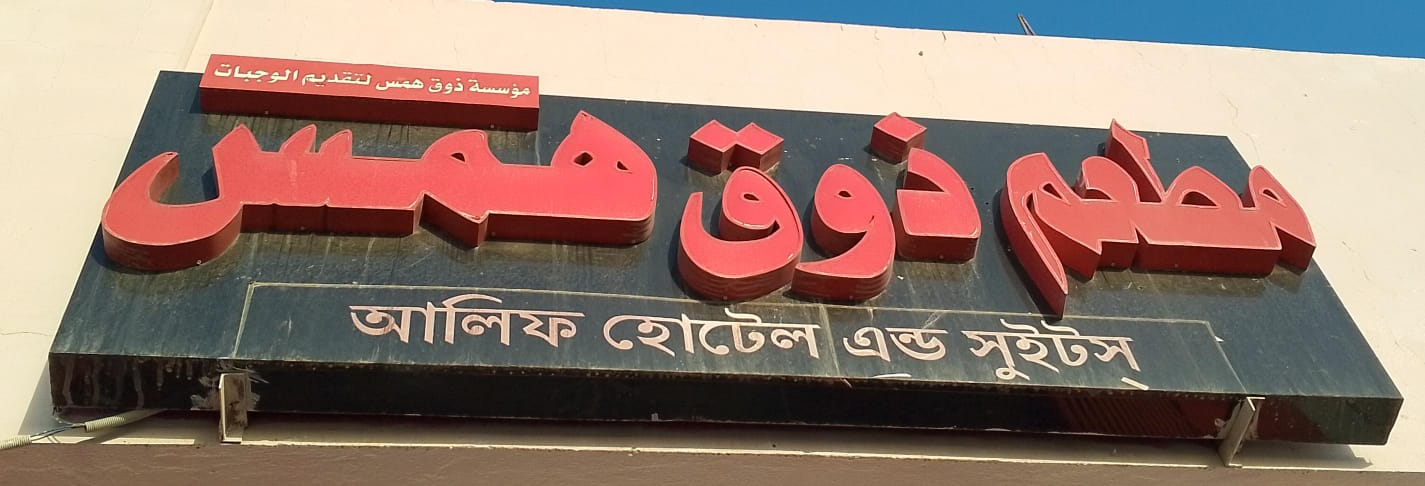 مؤسسة ذوق همس لتقديم الوجبات
مطعم ذوق همس
আলিফ হোটেল এন্ড সুইটস্